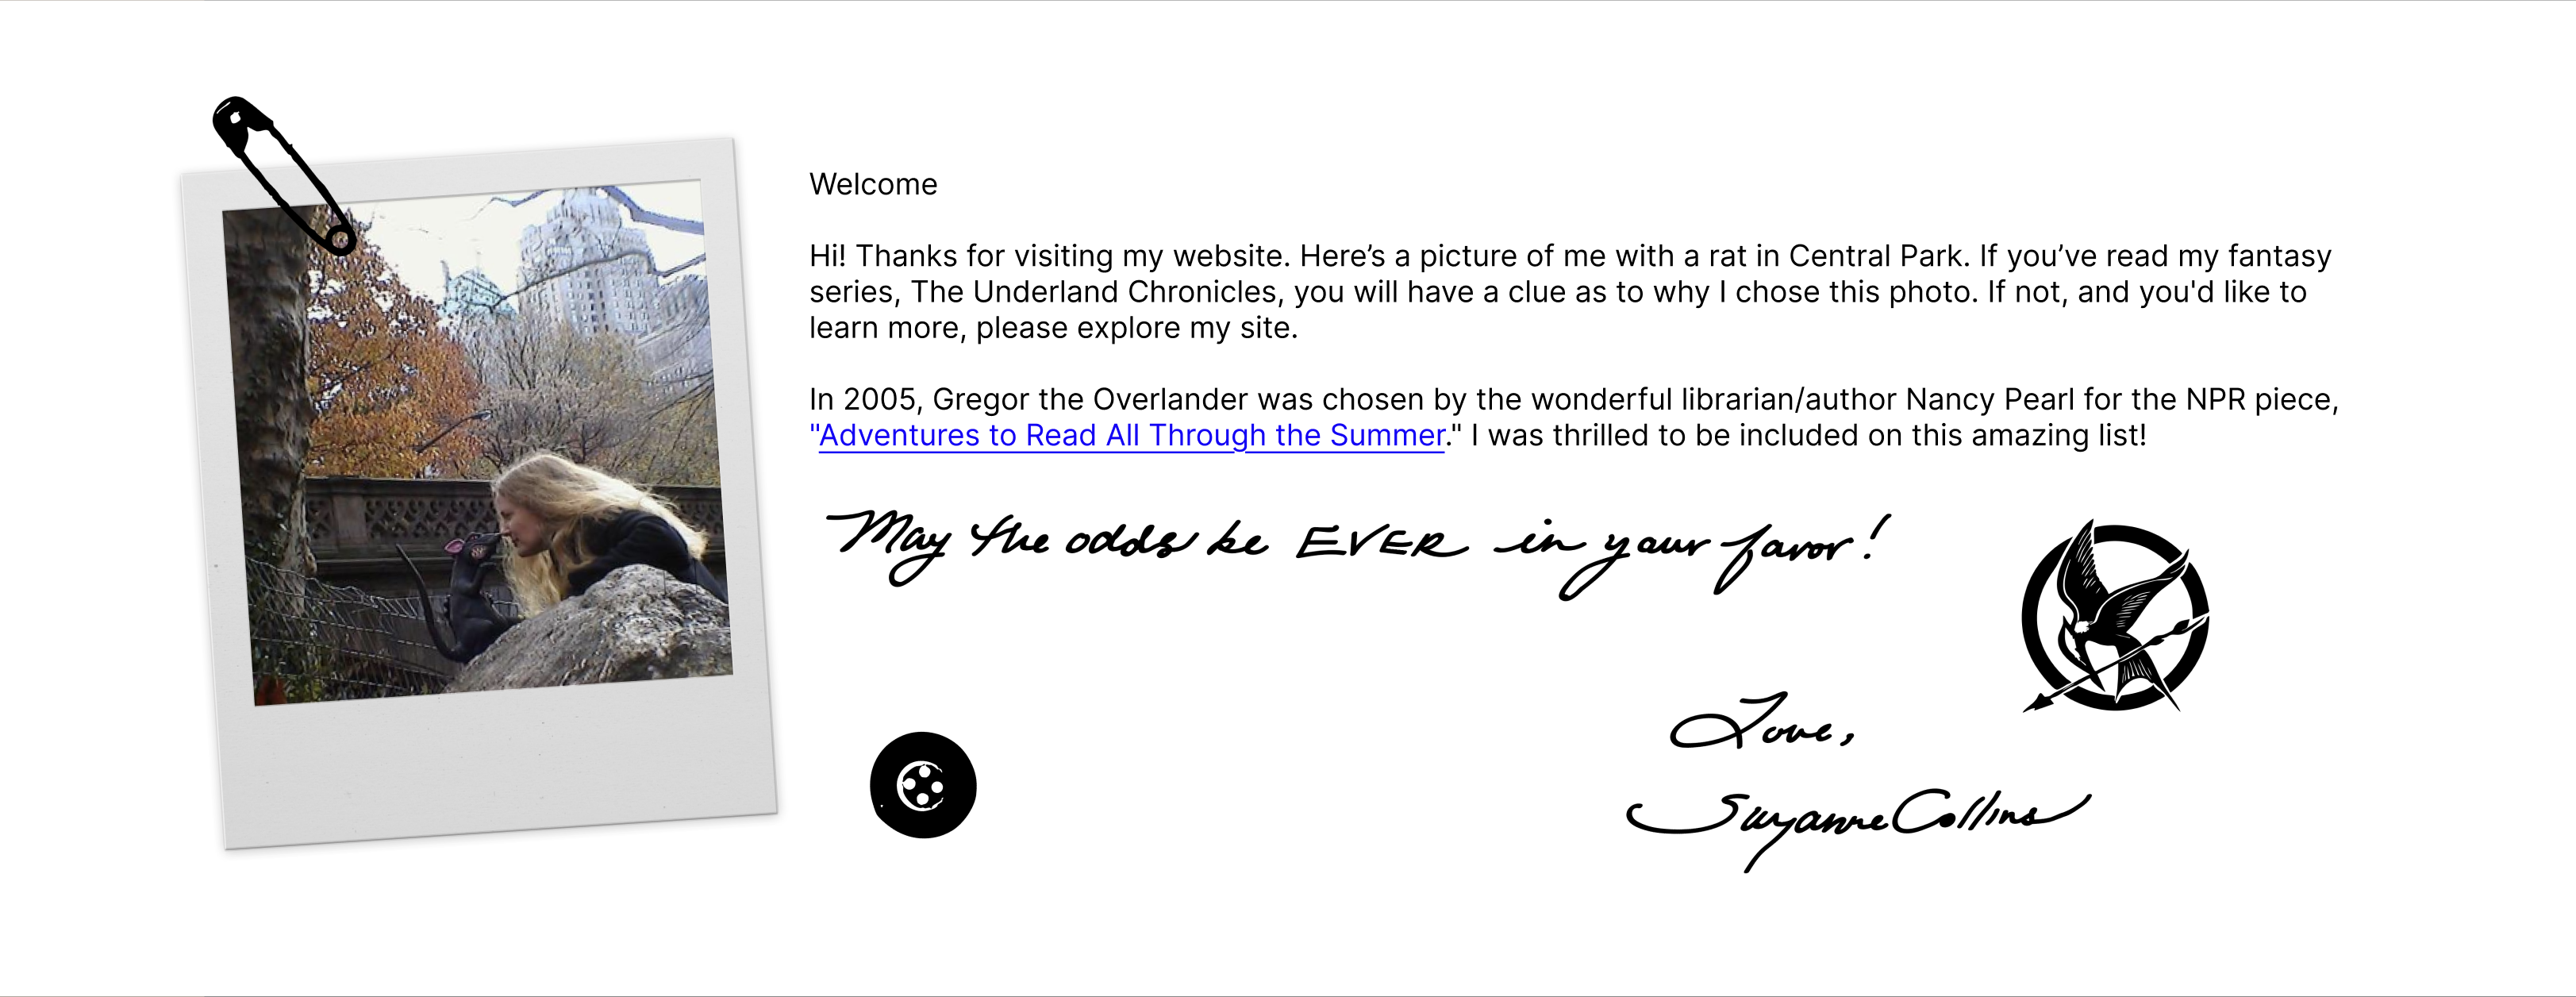 Welcome
Hi! Thanks for visiting my website. Here’s a picture of me with a rat in Central Park. If you’ve read my fantasy
series, The Underland Chronicles, you will have a clue as to why I chose this photo. If not, and you'd like to
learn more, please explore my site.
In 2005, Gregor the Overlander was chosen by the wonderful librarian/author Nancy Pearl for the NPR piece,
"Adventures to Read All Through the Summer." I was thrilled to be included on this amazing list!
May the odds be EVER in your favor!
Love,
Suzanne Collins